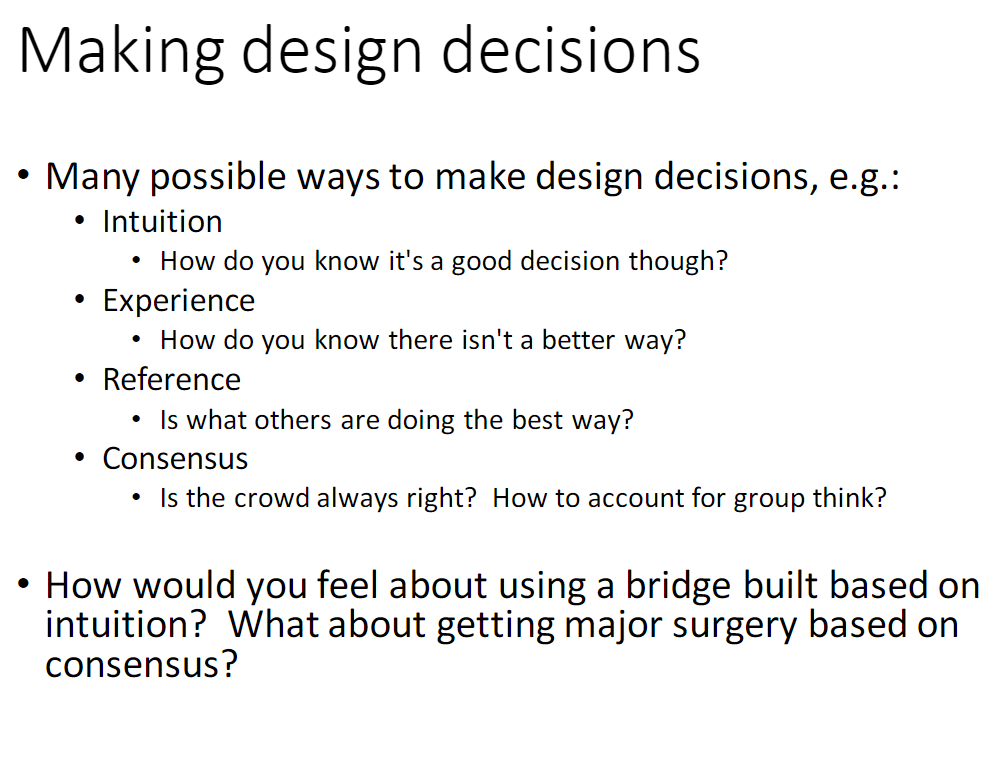 Making design decisions
• Many possible ways to make design decisions, e.g.:
• Intuition
• How do you know it's a good decision though?
• Experience
• How do you know there isn't a better way?
• Reference
• Is what others are doing the best way?
• Consensus
• Is the crowd always right?  How to account for group think?
• How would you feel about using a bridge built based on
intuition?  What about getting major surgery based on
consensus?